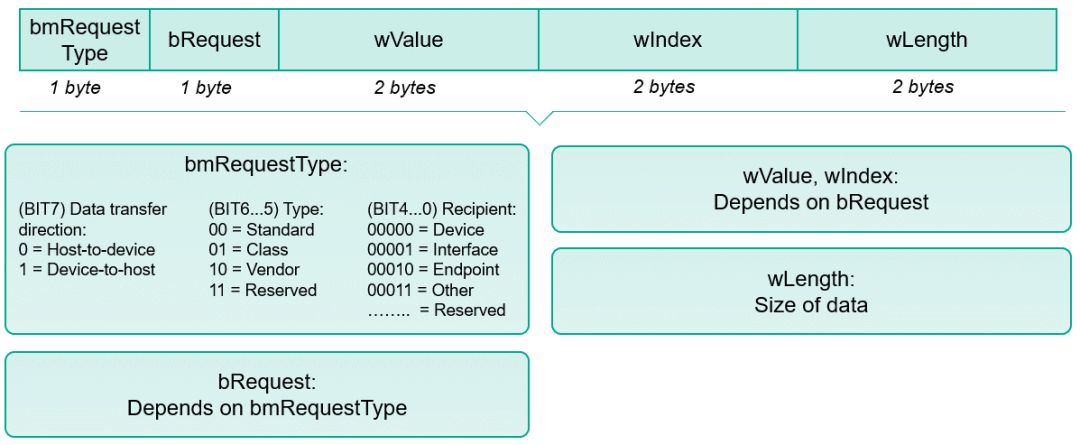 bmRequest
Type
bRequest
wValue
wIndex
wLength
1 byte
1 byte
2 bytes
2 bytes
2 bytes
bmRequestType:
(BIT7) Data transfer
direction:
0 = Host-to-device
1 = Device-to-host
(BIT6...5) Type:
00 = Standard
01 = Class
10 = Vendor
11 = Reserved
(BIT4...0) Recipient:
00000 = Device
00001 = Interface
00010 = Endpoint
00011 = Other
…….. = Reserved
wValue, wIndex:
Depends on bRequest
wLength:
Size of data
bRequest:
Depends on bmRequestType